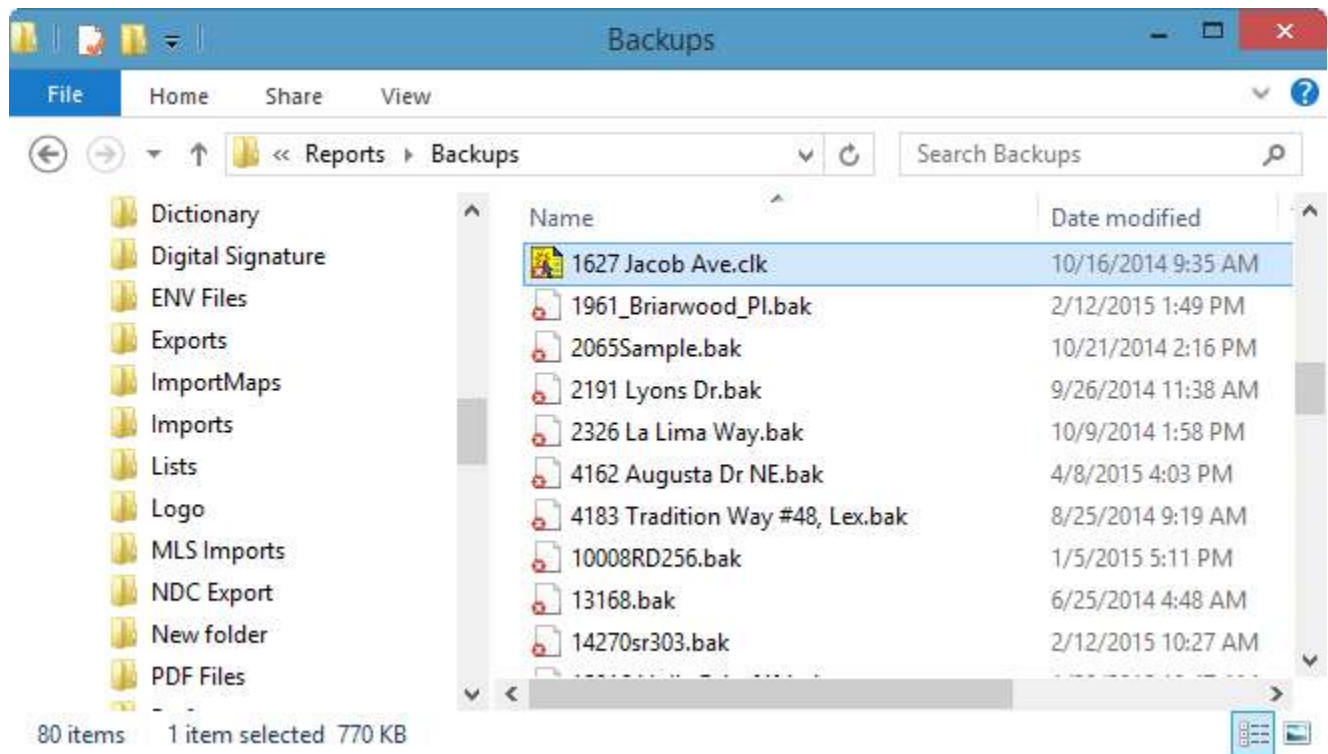 Backups
File Home Share View
« Reports Backups Search Backups
Dictionary
Digital Signature
ENV Files
Exports
ImportMaps
Imports
Lists
Logo
MLS Imports
NDC Export
New folder
PDF Files
Name Date modified
1627 Jacob Ave.clk 10/16/2014 9:35 AM
1961_Briarwood_Pl.bak 2/12/2015 1:49 PM
2065Sample.bak 10/21/2014 2:16 PM
2191 Lyons Dr.bak 9/26/2014 11:38 AM
2326 La Lima Way.bak 10/9/2014 1:58 PM
4162 Augusta Dr NE.bak 4/8/2015 4:03 PM
4183 Tradition Way #48, Lex.bak 8/25/2014 9:19 AM
10008RD256.bak 1/5/2015 5:11 PM
13168.bak 6/25/2014 4:48 AM
14270sr303.bak 2/12/2015 10:27 AM
80 items 1 item selected 770 KB